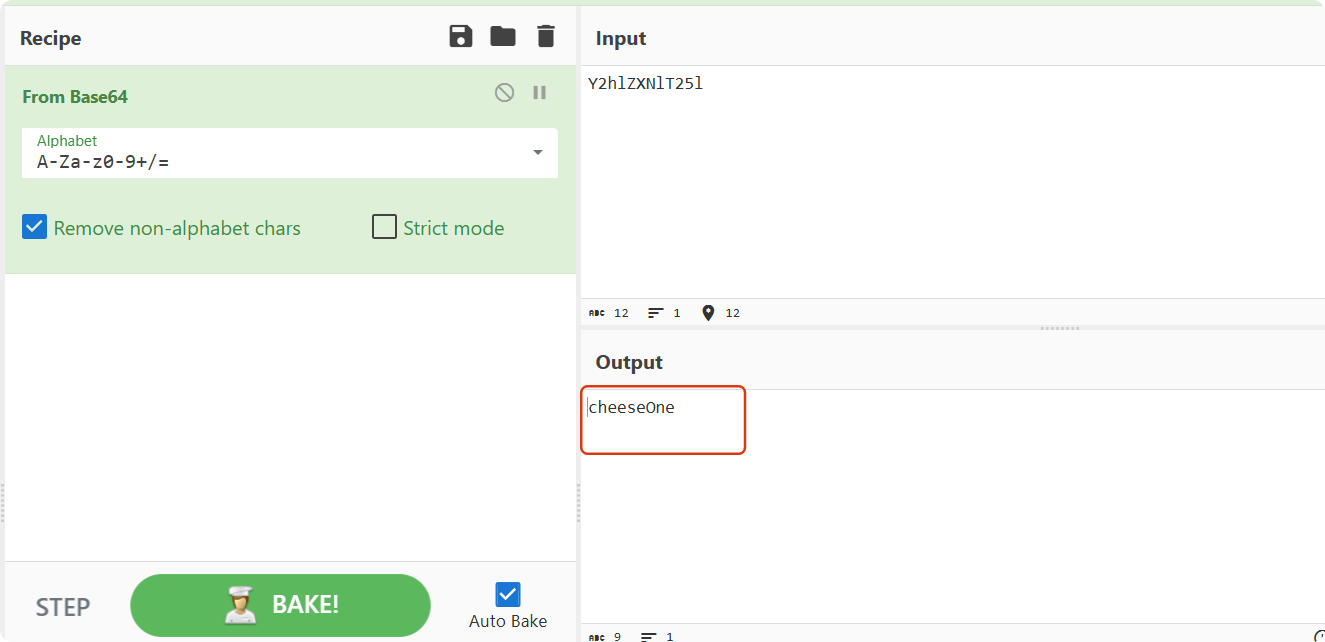 Recipe
From Base64
Alphabet
A-Za-z0-9+/=
Remove non-alphabet chars
Strict mode
STEP
BAKE!
Auto Bake
Input
Y2hlZXNlT25l
ABC 12 1 12
Output
cheeseOne
ABC 9 1